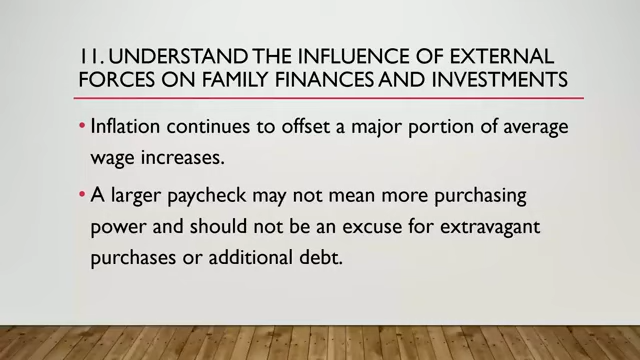 11. UNDERSTAND THE INFLUENCE OF EXTERNAL
FORCES ON FAMILY FINANCES AND INVESTMENTS
• Inflation continues to offset a major portion of average
wage increases.
• A larger paycheck may not mean more purchasing
power and should not be an excuse for extravagant
purchases or additional debt.